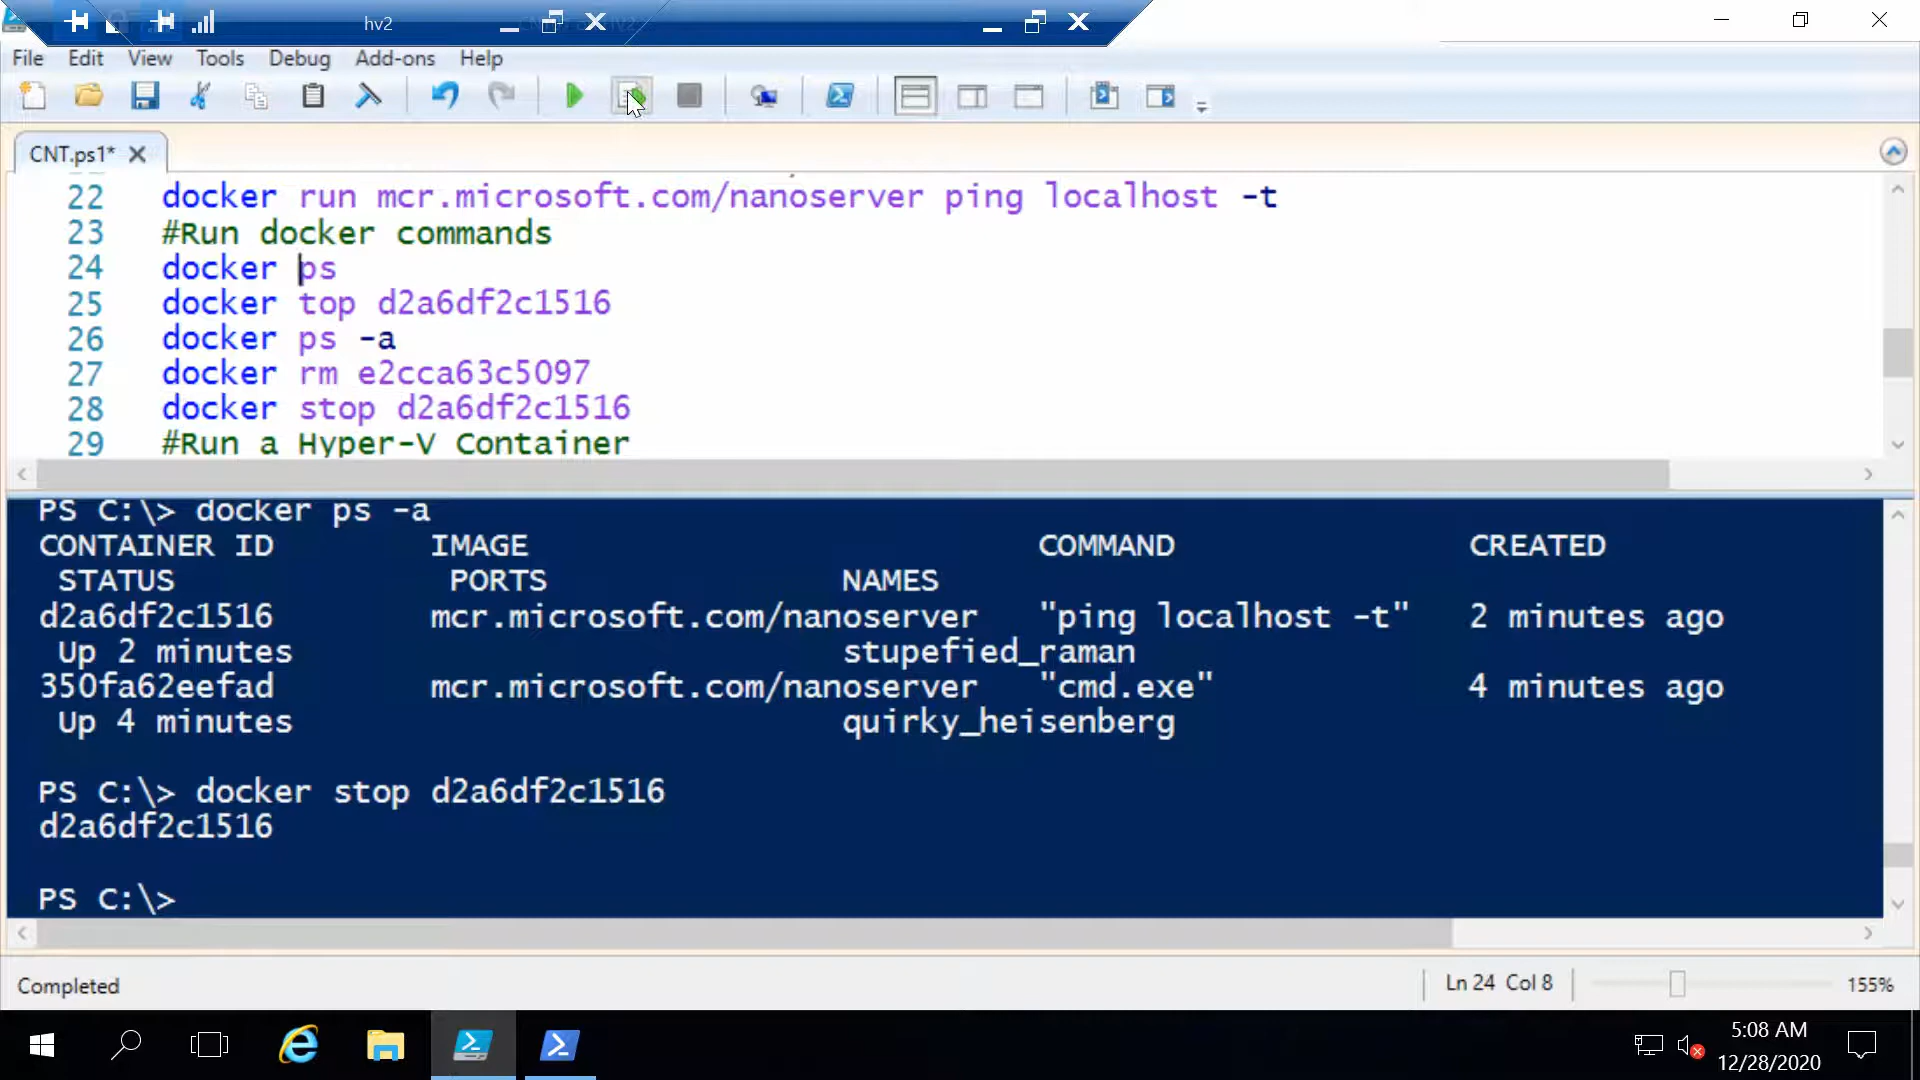 hv2
File Edit View Tools Debug Add-ons Help
CNT.ps1*
22 docker run mcr.microsoft.com/nanoserver ping localhost -t
23 #Run docker commands
24 docker ps
25 docker top d2a6df2c1516
26 docker ps -a
27 docker rm e2cca63c5097
28 docker stop d2a6df2c1516
29 #Run a Hyper-V Container
PS C:\> docker ps -a
CONTAINER ID IMAGE COMMAND CREATED
STATUS PORTS NAMES
d2a6df2c1516 mcr.microsoft.com/nanoserver "ping localhost -t" 2 minutes ago
Up 2 minutes stupefied_raman
350fa62eefad mcr.microsoft.com/nanoserver "cmd.exe" 4 minutes ago
Up 4 minutes quirky_heisenberg
PS C:\> docker stop d2a6df2c1516
d2a6df2c1516
PS C:\>
Completed Ln 24 Col 8 155%
5:08 AM
12/28/2020